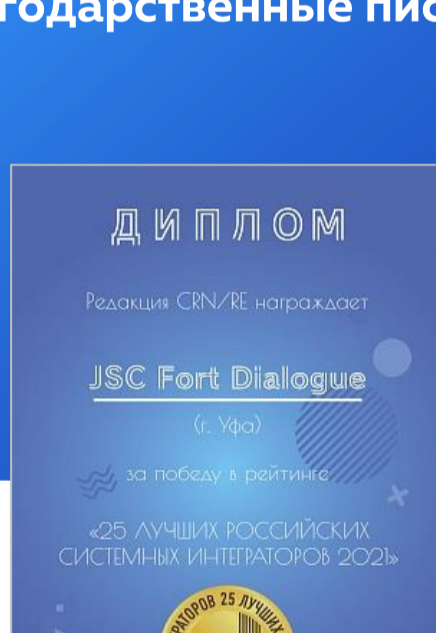 годарственные пис
ДИПЛОМ
Редакция CRN/RE награждает
JSC Fort Dialogue
(г. Уфа)
за победу в рейтинге
«25 ЛУЧШИХ РОССИЙСКИХ
СИСТЕМНЫХ ИНТЕГРАТОРОВ 2021»
РАТОРОВ 25 ЛУЧШИХ